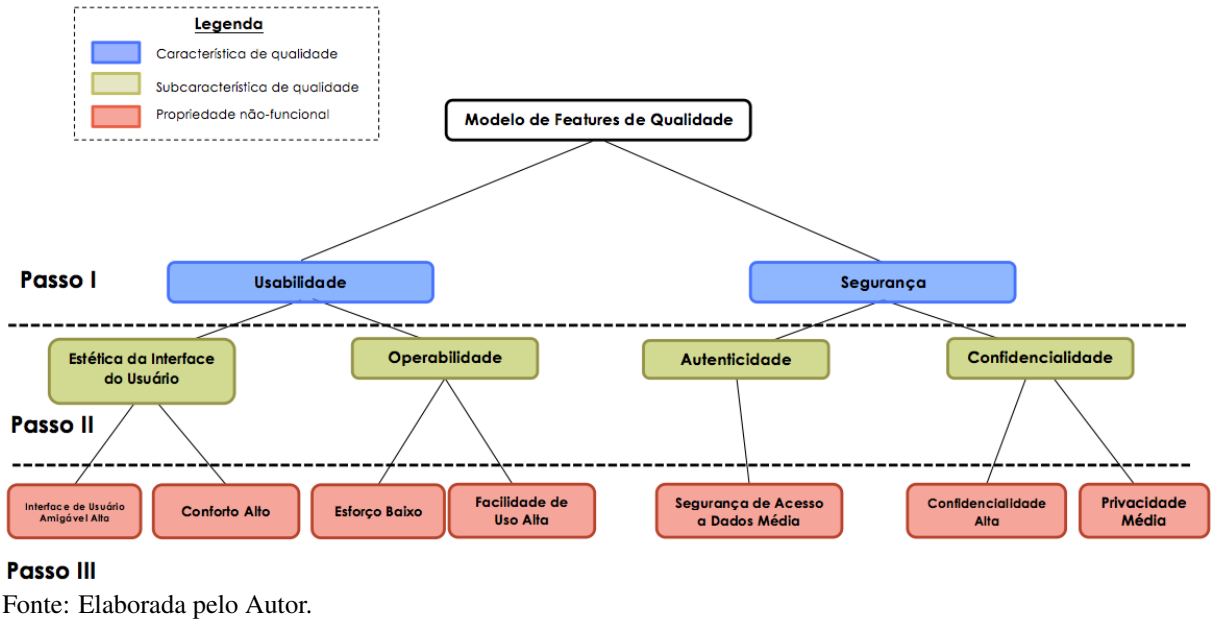 Legenda
Característica de qualidade
Subcaracterística de qualidade
Propriedade não-funcional
Modelo de Features de Qualidade
Passo I
Usabilidade
Segurança
Estética da Interface
do Usuário
Operabilidade
Autenticidade
Confidencialidade
Passo II
Interface de Usuário
Amigável Alta
Conforto Alto
Esforço Baixo
Facilidade de
Uso Alta
Segurança de Acesso
a Dados Média
Confidencialidade
Alta
Privacidade
Média
Passo III
Fonte: Elaborada pelo Autor.